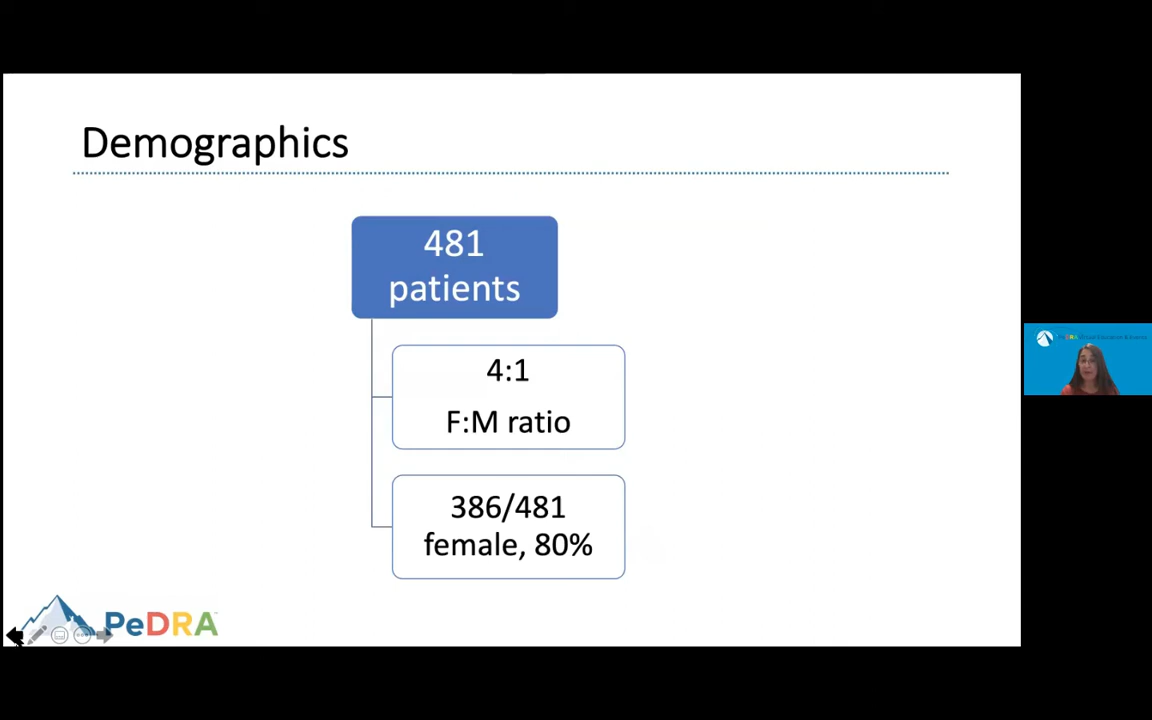 Demographics
481
patients
4:1
F:M ratio
386/481
female, 80%
PeDRA